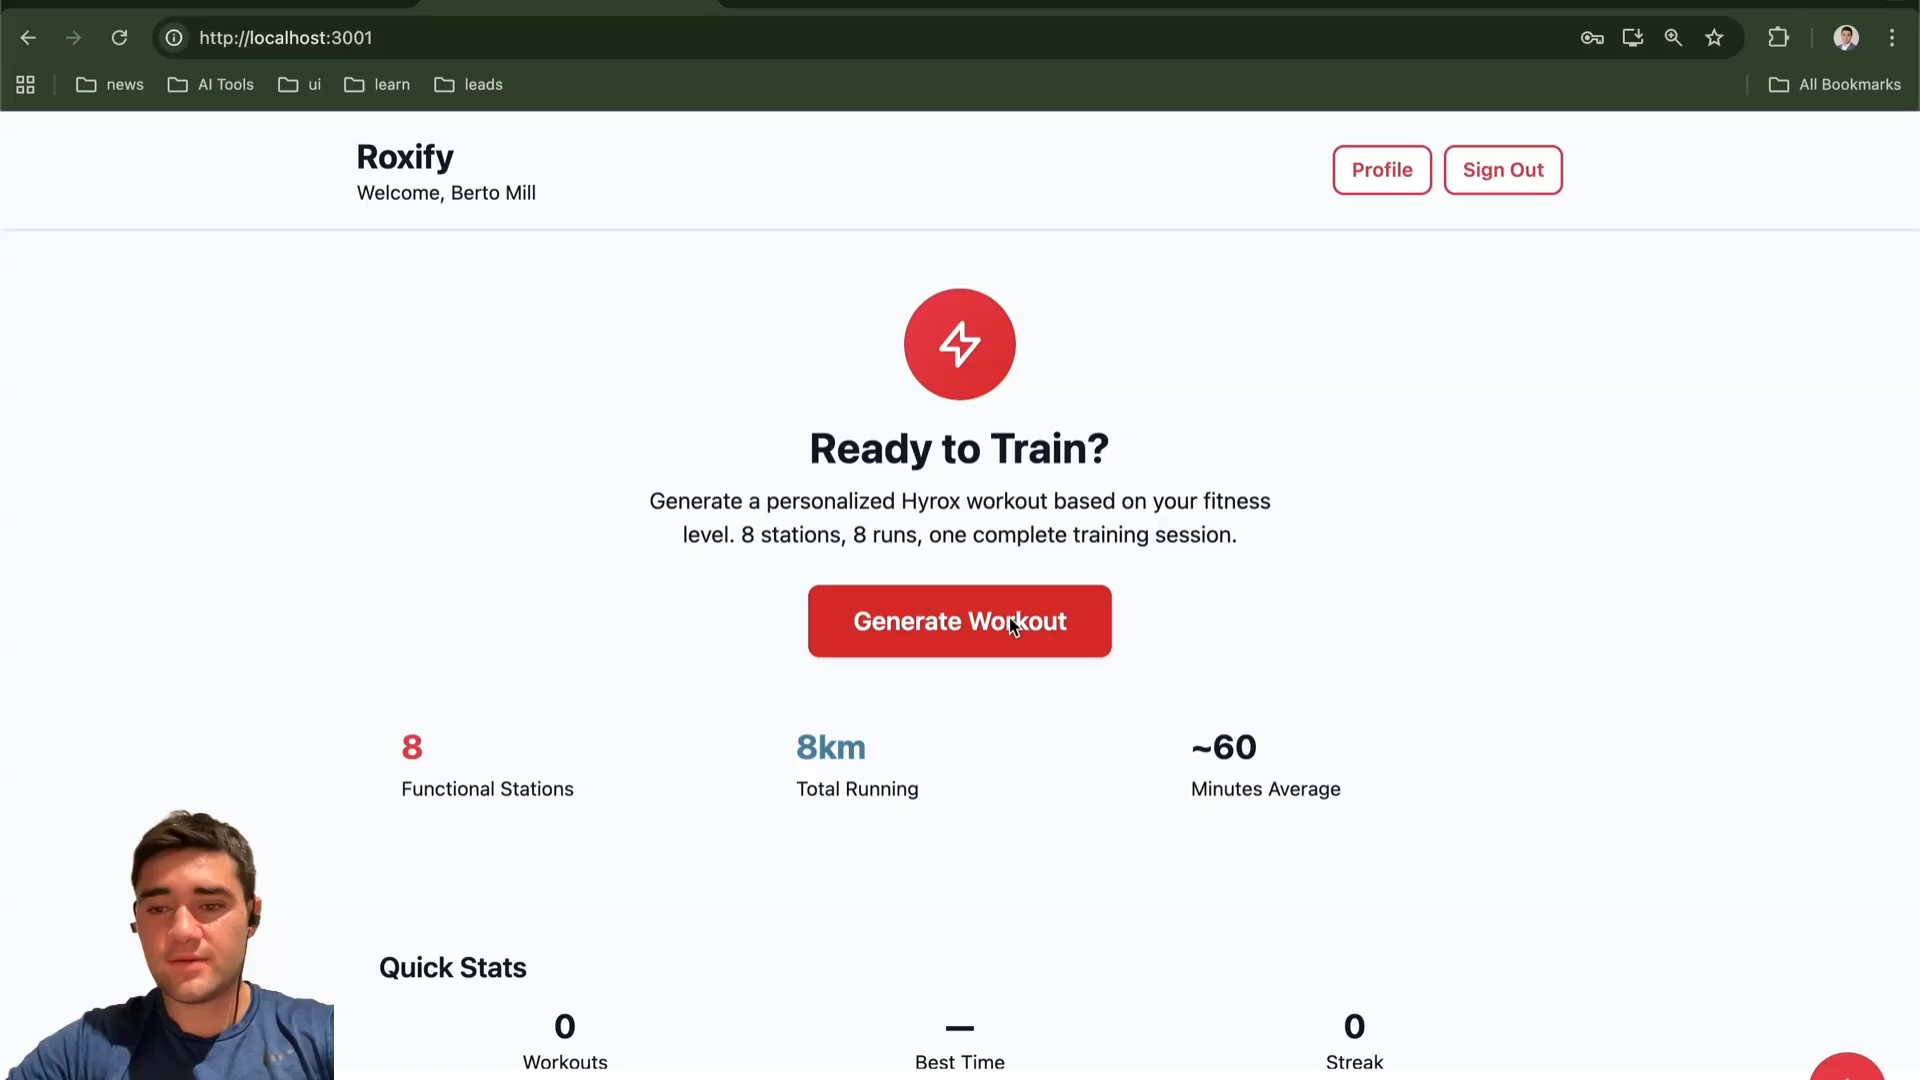 http://localhost:3001
news
AI Tools
ui
learn
leads
All Bookmarks
Roxify
Welcome, Berto Mill
Profile
Sign Out
Ready to Train?
Generate a personalized Hyrox workout based on your fitness
level. 8 stations, 8 runs, one complete training session.
Generate Workout
8
8km
~60
Functional Stations
Total Running
Minutes Average
Quick Stats
0
—
0
Workouts
Best Time
Streak